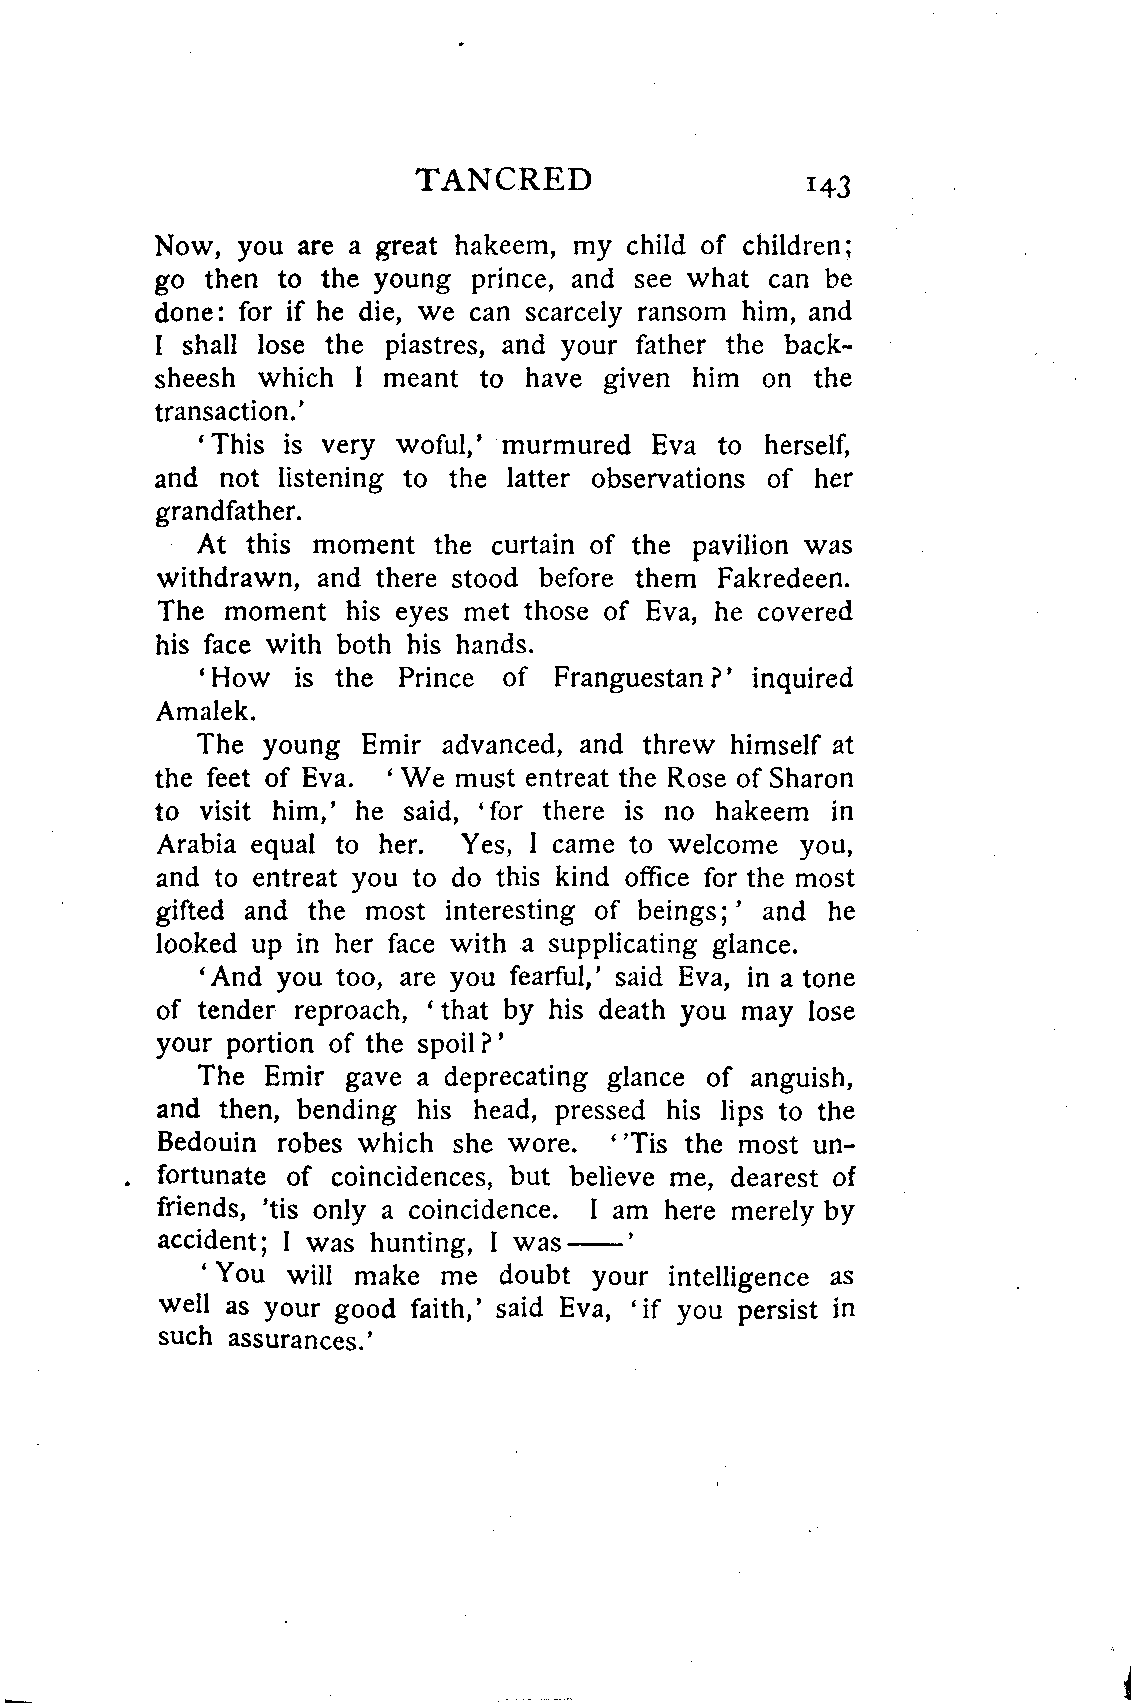 TANCRED 143
Now, you are a great hakeem, my child of children;
go then to the young prince, and see what can be
done: for if he die, we can scarcely ransom him, and
I shall lose the piastres, and your father the back-
sheesh which I meant to have given him on the
transaction.'
'This is very woful,' murmured Eva to herself,
and not listening to the latter observations of her
grandfather.
At this moment the curtain of the pavilion was
withdrawn, and there stood before them Fakredeen.
The moment his eyes met those of Eva, he covered
his face with both his hands.
'How is the Prince of Franguestan?' inquired
Amalek.
The young Emir advanced, and threw himself at
the feet of Eva. 'We must entreat the Rose of Sharon
to visit him,' he said, 'for there is no hakeem in
Arabia equal to her. Yes, I came to welcome you,
and to entreat you to do this kind office for the most
gifted and the most interesting of beings;' and he
looked up in her face with a supplicating glance.
'And you too, are you fearful,' said Eva, in a tone
of tender reproach, 'that by his death you may lose
your portion of the spoil?'
The Emir gave a deprecating glance of anguish,
and then, bending his head, pressed his lips to the
Bedouin robes which she wore. ''Tis the most un-
fortunate of coincidences, but believe me, dearest of
friends, 'tis only a coincidence. I am here merely by
accident; I was hunting, I was——'
'You will make me doubt your intelligence as
well as your good faith,' said Eva, 'if you persist in
such assurances.'